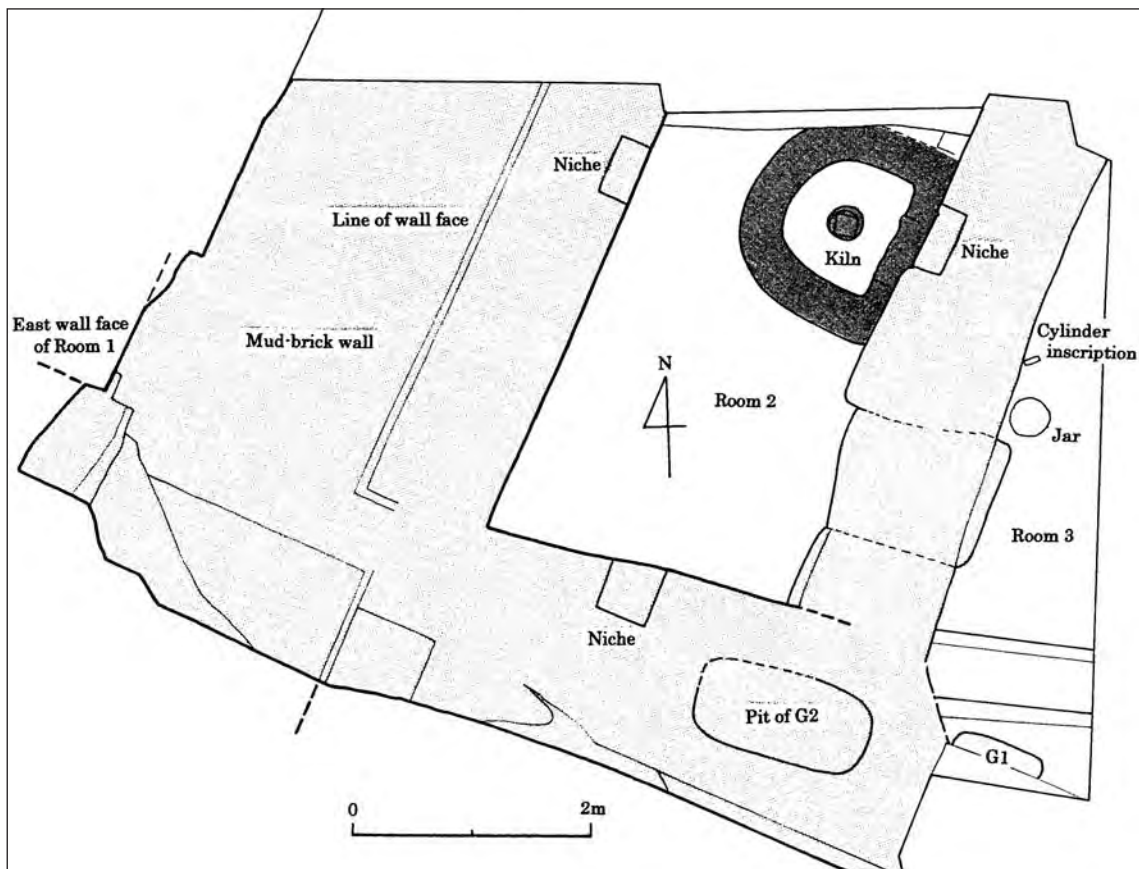 Niche
Line of wall face
Kiln
Niche
East wall face
of Room 1
Mud-brick wall
Cylinder
inscription
N
Room 2
Jar
Room 3
Niche
Pit of G2
G1
0
2m